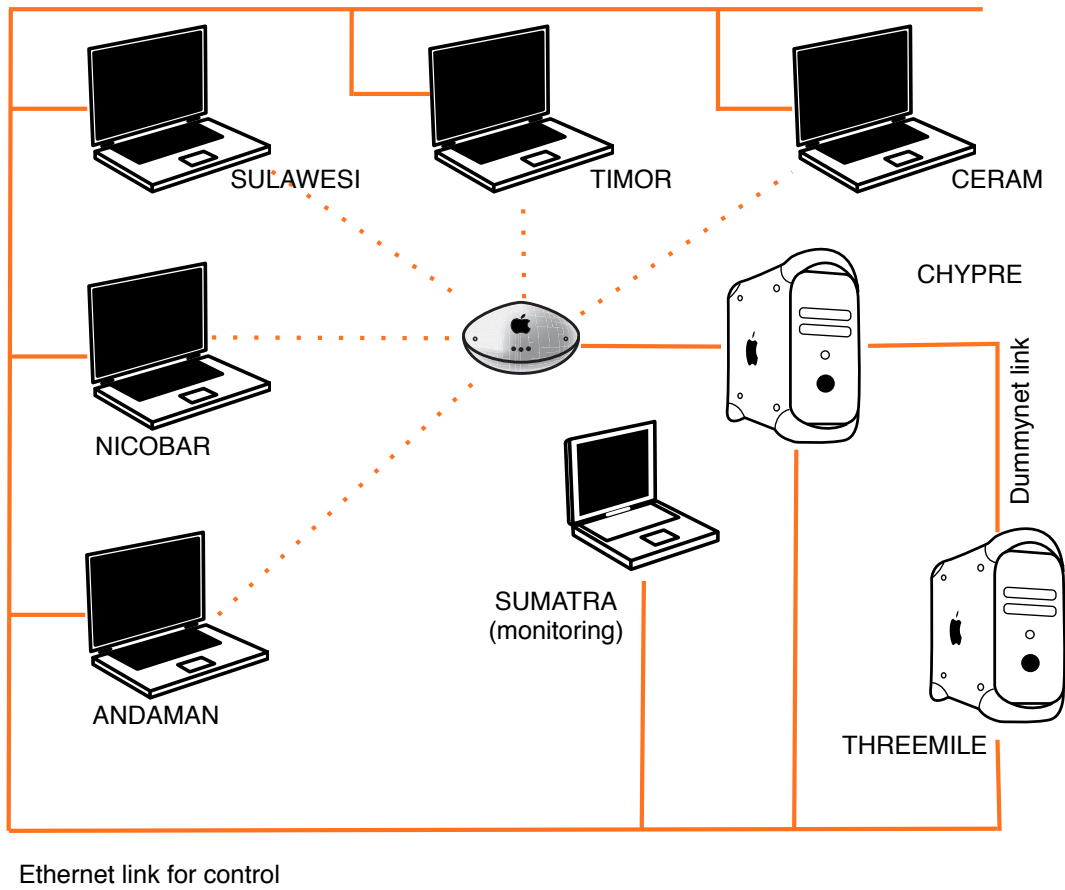 SULAWESI
TIMOR
CERAM
CHYPRE
NICOBAR
Dummynet link
SUMATRA
(monitoring)
ANDAMAN
THREEMILE
Ethernet link for control